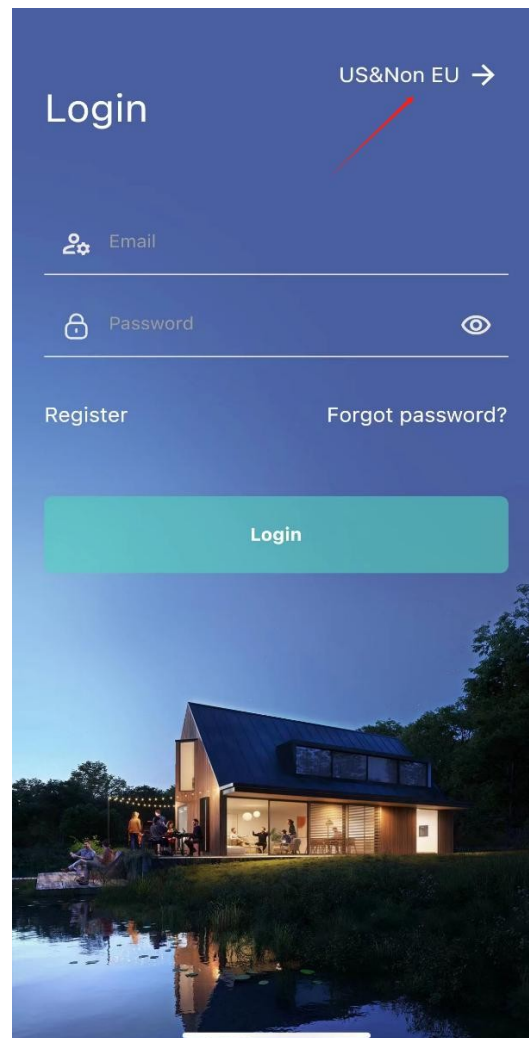 US&Non EU →
Login
Email
Password
Register
Forgot password?
Login